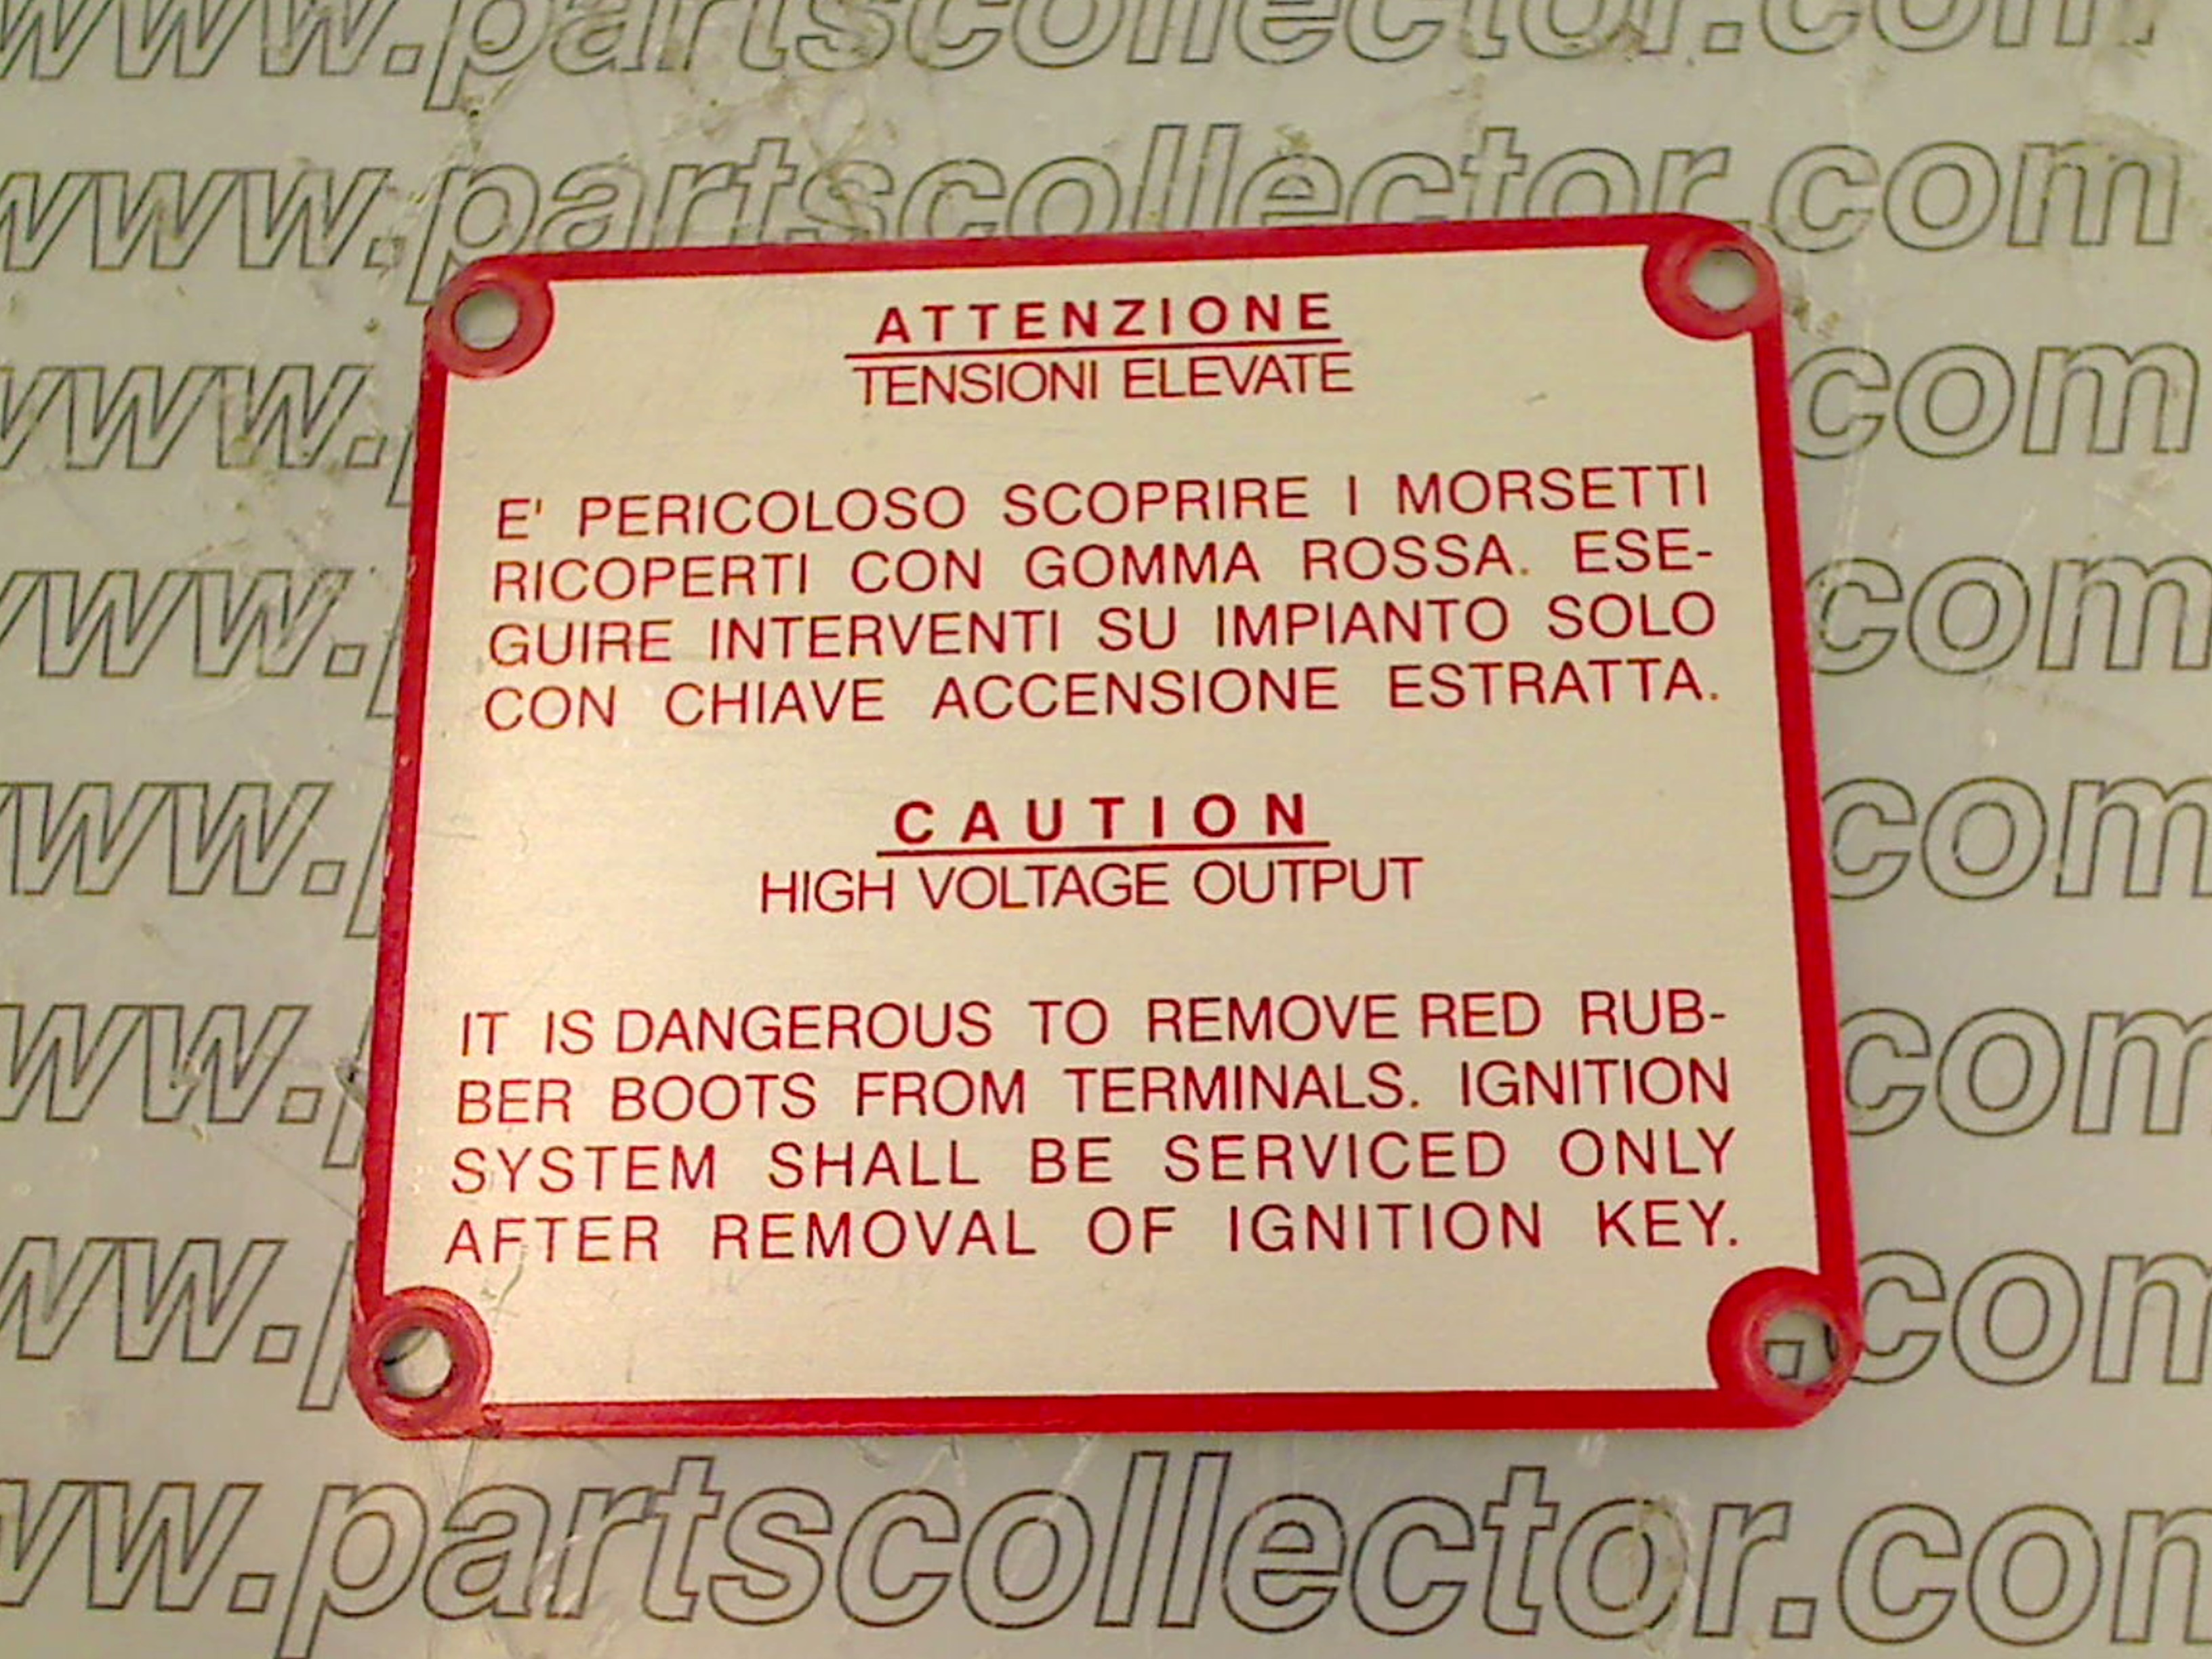 www.partscollector.com
www.partscollector.com
ATTENZIONE
TENSIONI ELEVATE
E' PERICOLOSO SCOPRIRE I MORSETTI
RICOPERTI CON GOMMA ROSSA. ESE-
GUIRE INTERVENTI SU IMPIANTO SOLO
CON CHIAVE ACCENSIONE ESTRATTA.
CAUTION
HIGH VOLTAGE OUTPUT
IT IS DANGEROUS TO REMOVE RED RUB-
BER BOOTS FROM TERMINALS. IGNITION
SYSTEM SHALL BE SERVICED ONLY
AFTER REMOVAL OF IGNITION KEY.
www.partscollector.com